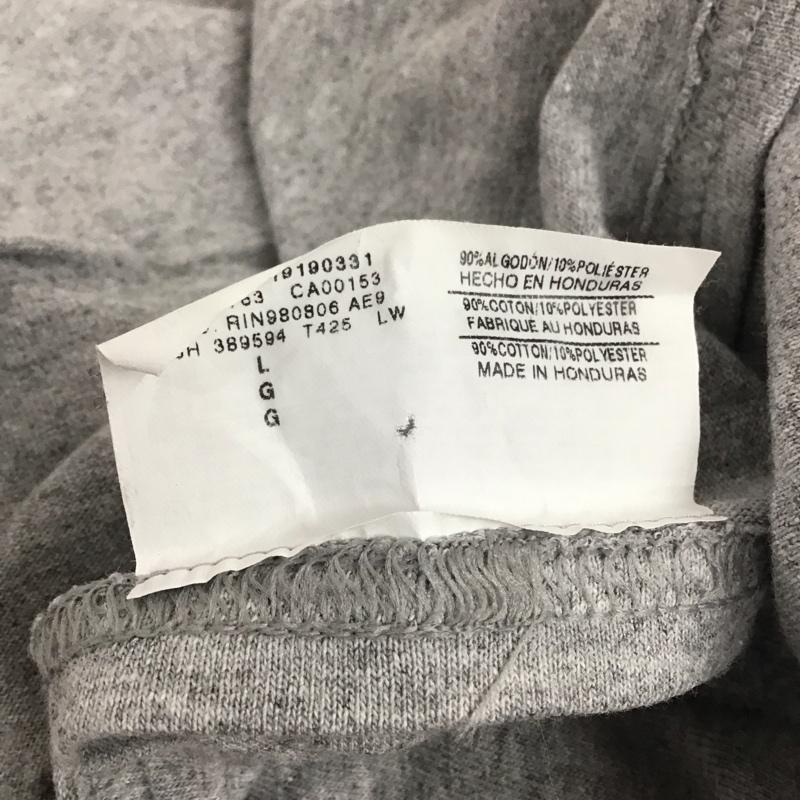 19190331
63 CA00153
RIN980806 AE9
389594 T425 LW
L
G
G
90%ALGODÓN/10%POLIÉSTER
HECHO EN HONDURAS
90%COTON/10%POLYESTER
FABRIQUÉ AU HONDURAS
90%COTTON/10%POLYESTER
MADE IN HONDURAS